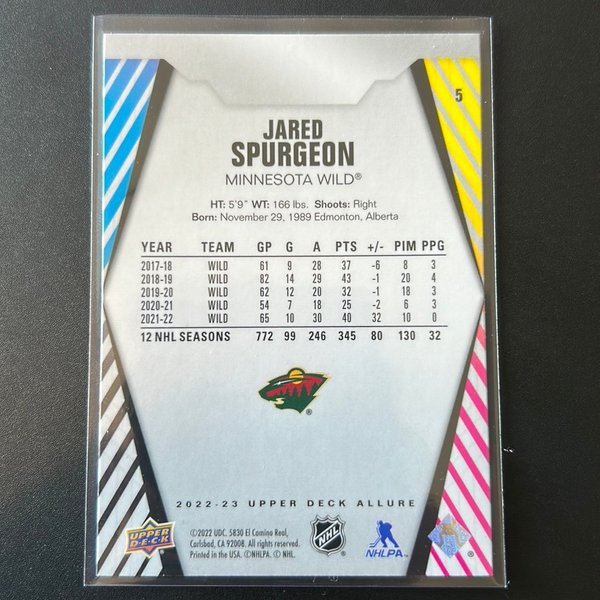 5
JARED
SPURGEON
MINNESOTA WILD®
HT: 5'9" WT: 166 lbs. Shoots: Right
Born: November 29, 1989 Edmonton, Alberta
YEAR TEAM GP G A PTS +/- PIM PPG
2017-18 WILD 61 9 28 37 -6 8 3
2018-19 WILD 82 14 29 43 -1 20 4
2019-20 WILD 62 12 20 32 -1 18 3
2020-21 WILD 54 7 18 25 -2 6 3
2021-22 WILD 65 10 30 40 32 10 0
12 NHL SEASONS 772 99 246 345 80 130 32
®
2022-23 UPPER DECK ALLURE
UPPER DECK
©2022 UDC. 5830 El Camino Real,
Carlsbad, CA 92008. All rights reserved.
Printed in the USA. ©NHLPA. © NHL.
NHL
NHLPA